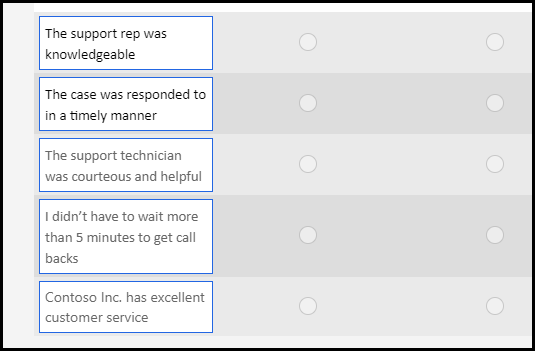 The support rep was
knowledgeable
The case was responded to
in a timely manner
The support technician
was courteous and helpful
I didn’t have to wait more
than 5 minutes to get call
backs
Contoso Inc. has excellent
customer service